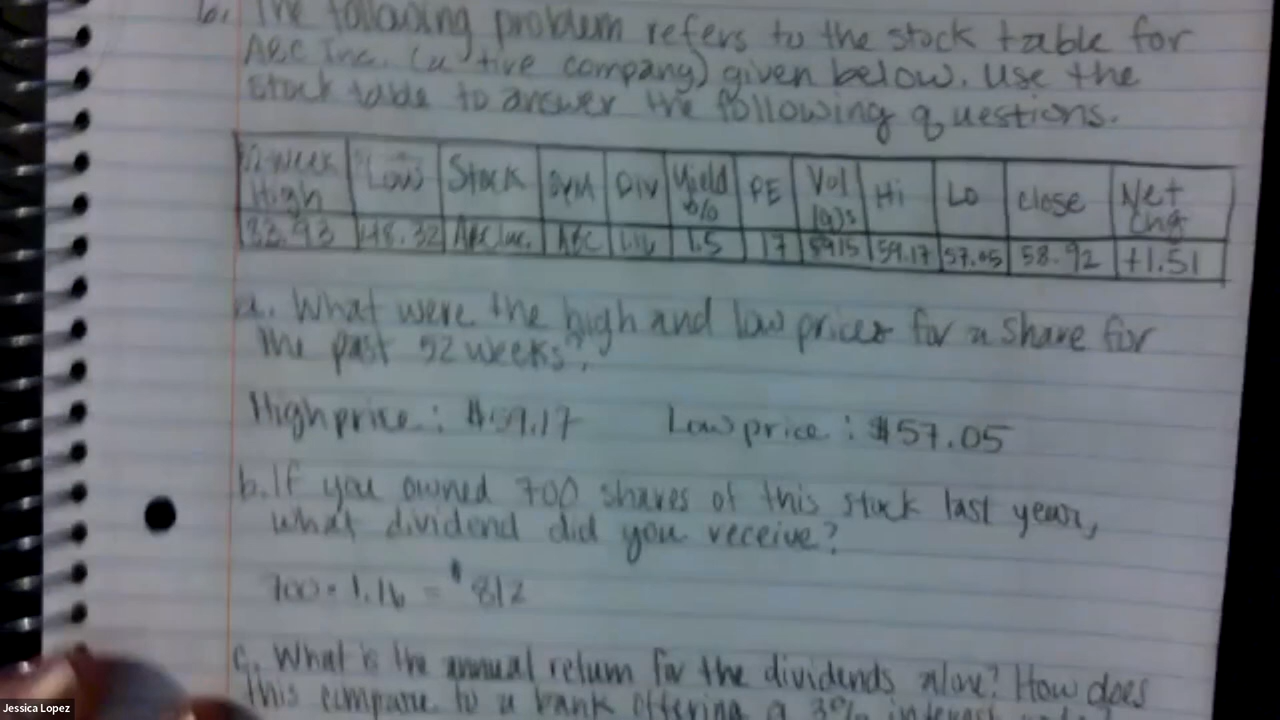 6. The following problem refers to the stock table for
ABC Inc. (a tire company) given below. Use the
stock table to answer the following questions.
52-week High Low Stock SYM Div Yield % PE Vol 100s Hi Lo Close Net Chg
48.32 ABC Inc. ABC 1.5 17 5915 59.17 57.05 58.92 +1.51
a. What were the high and low prices for a share for
the past 52 weeks?
High price: $59.17 Low price: $57.05
b. If you owned 700 shares of this stock last year,
what dividend did you receive?
700 · 1.16 = $812
c. What is the annual return for the dividends alone? How does
this compare to a bank offering a 3% interest
Jessica Lopez